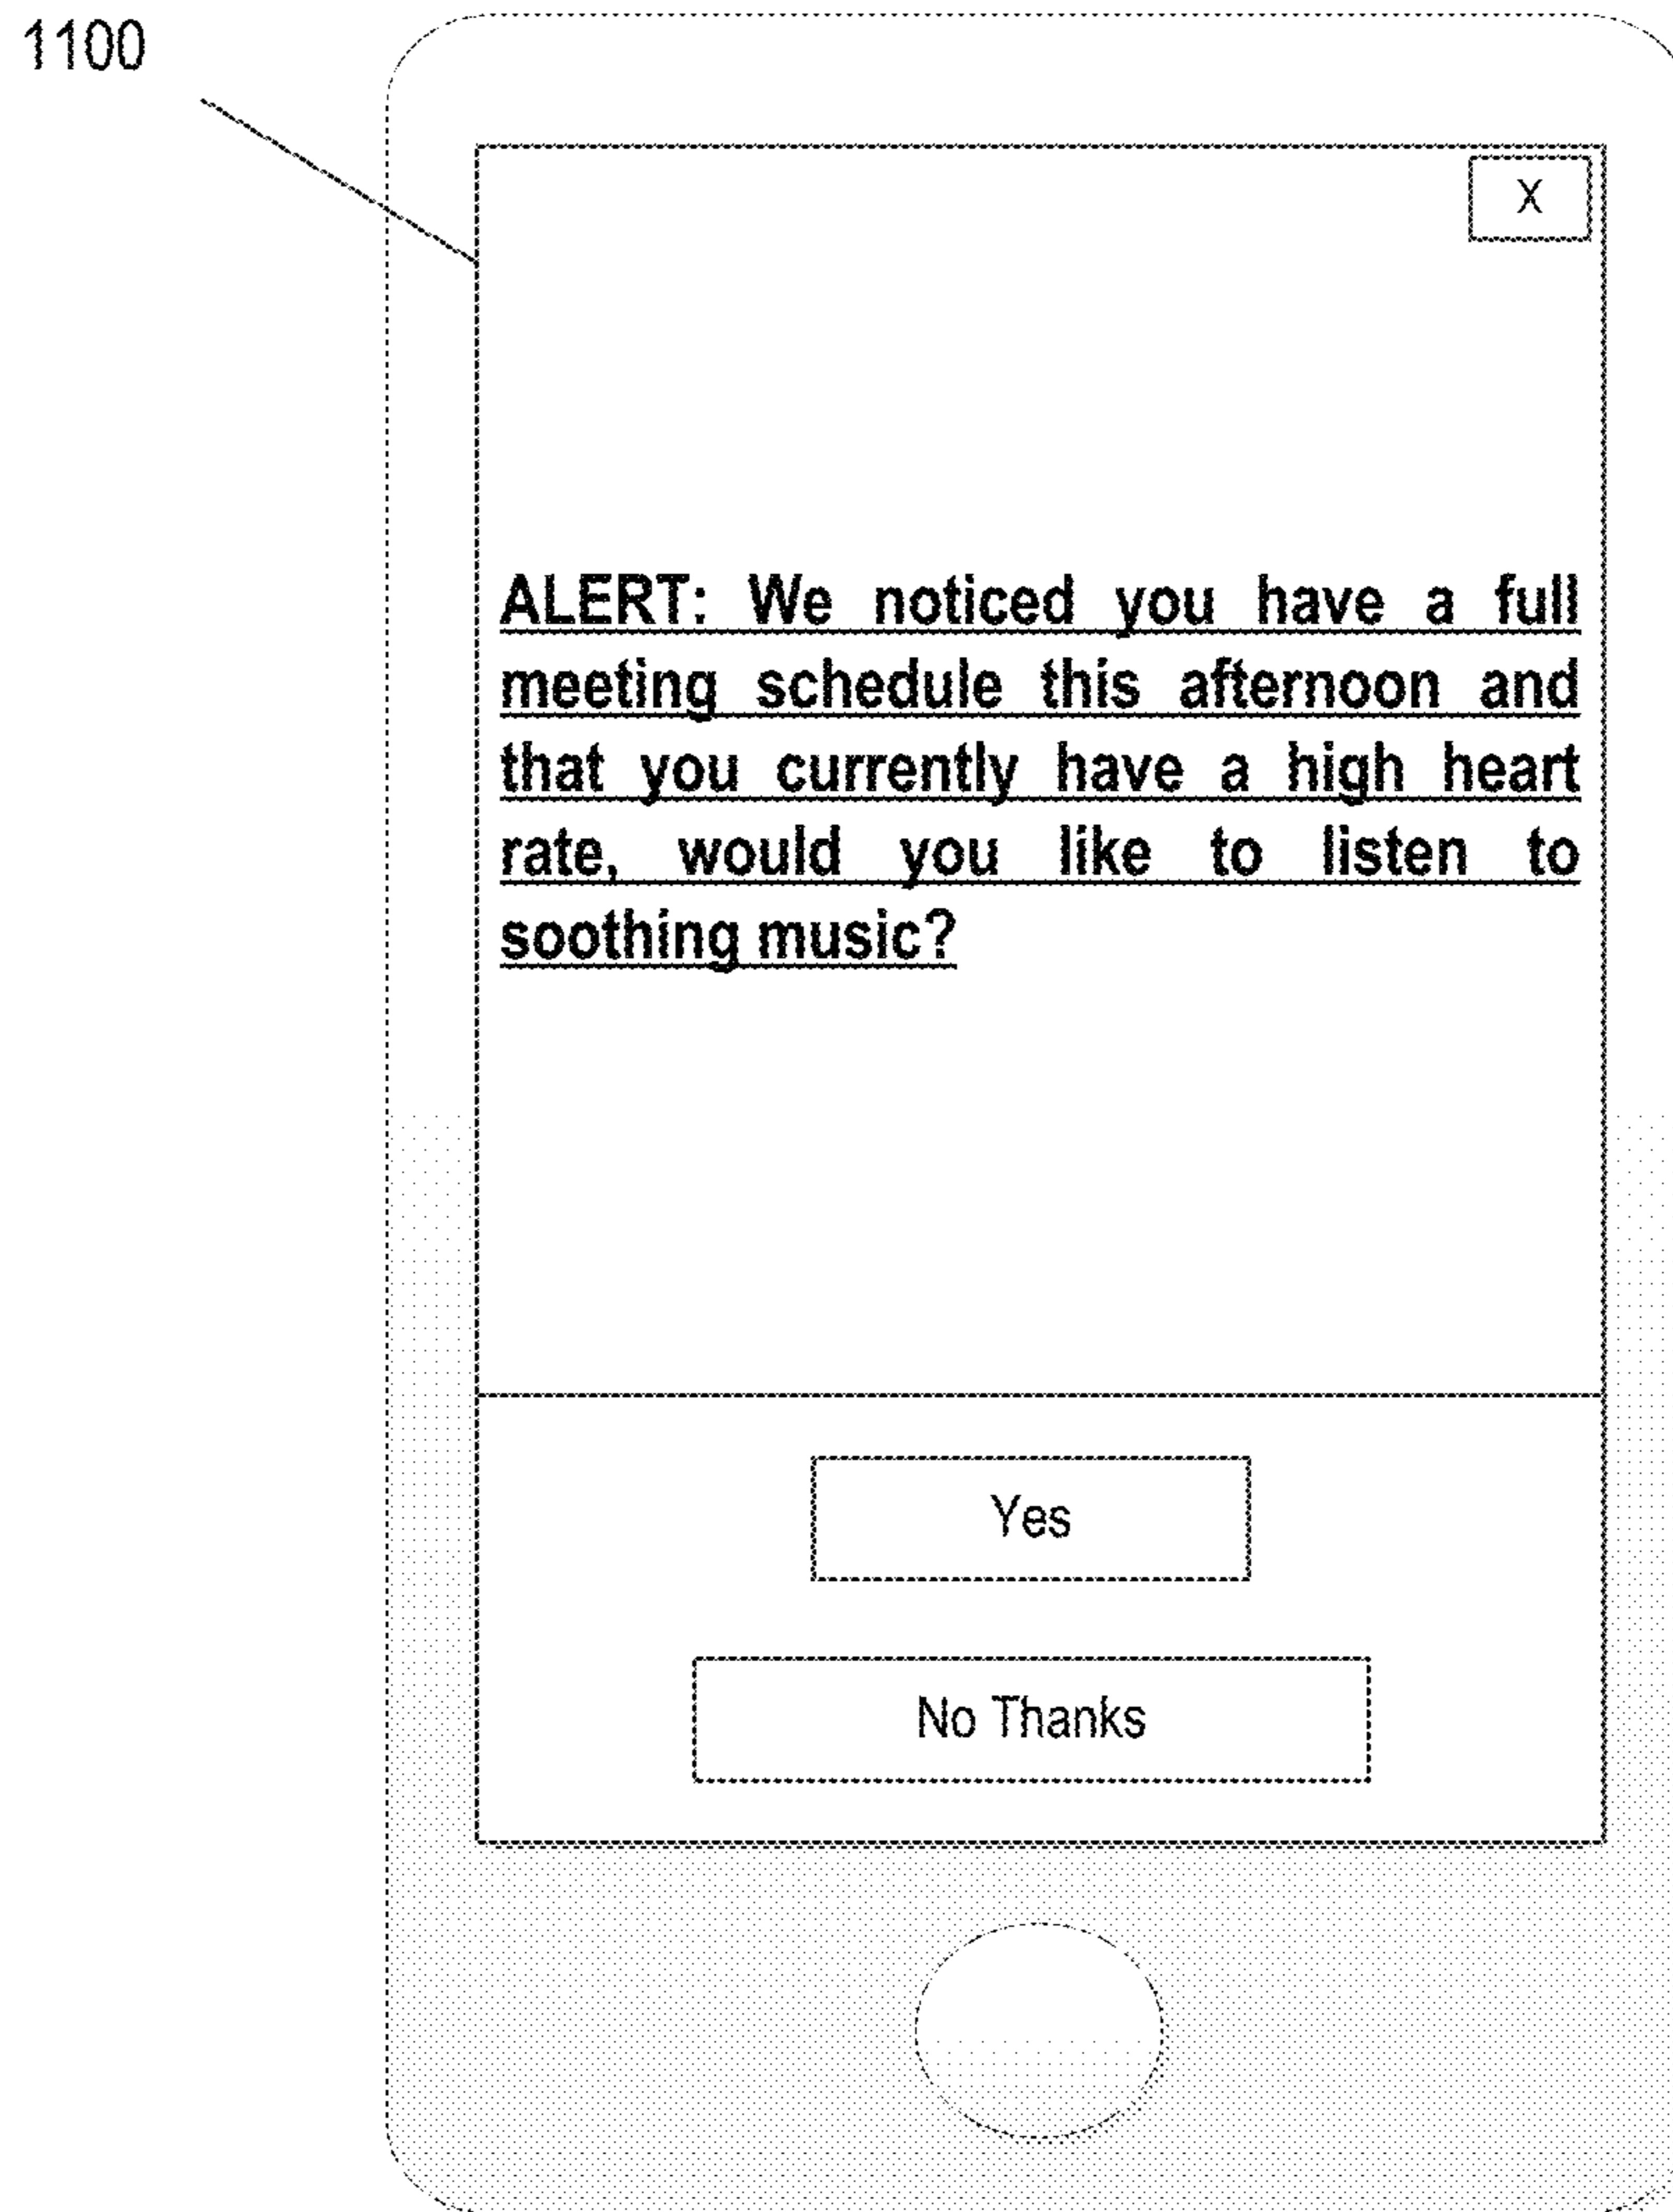 1100
X
ALERT: We noticed you have a full
meeting schedule this afternoon and
that you currently have a high heart
rate, would you like to listen to
soothing music?
Yes
No Thanks